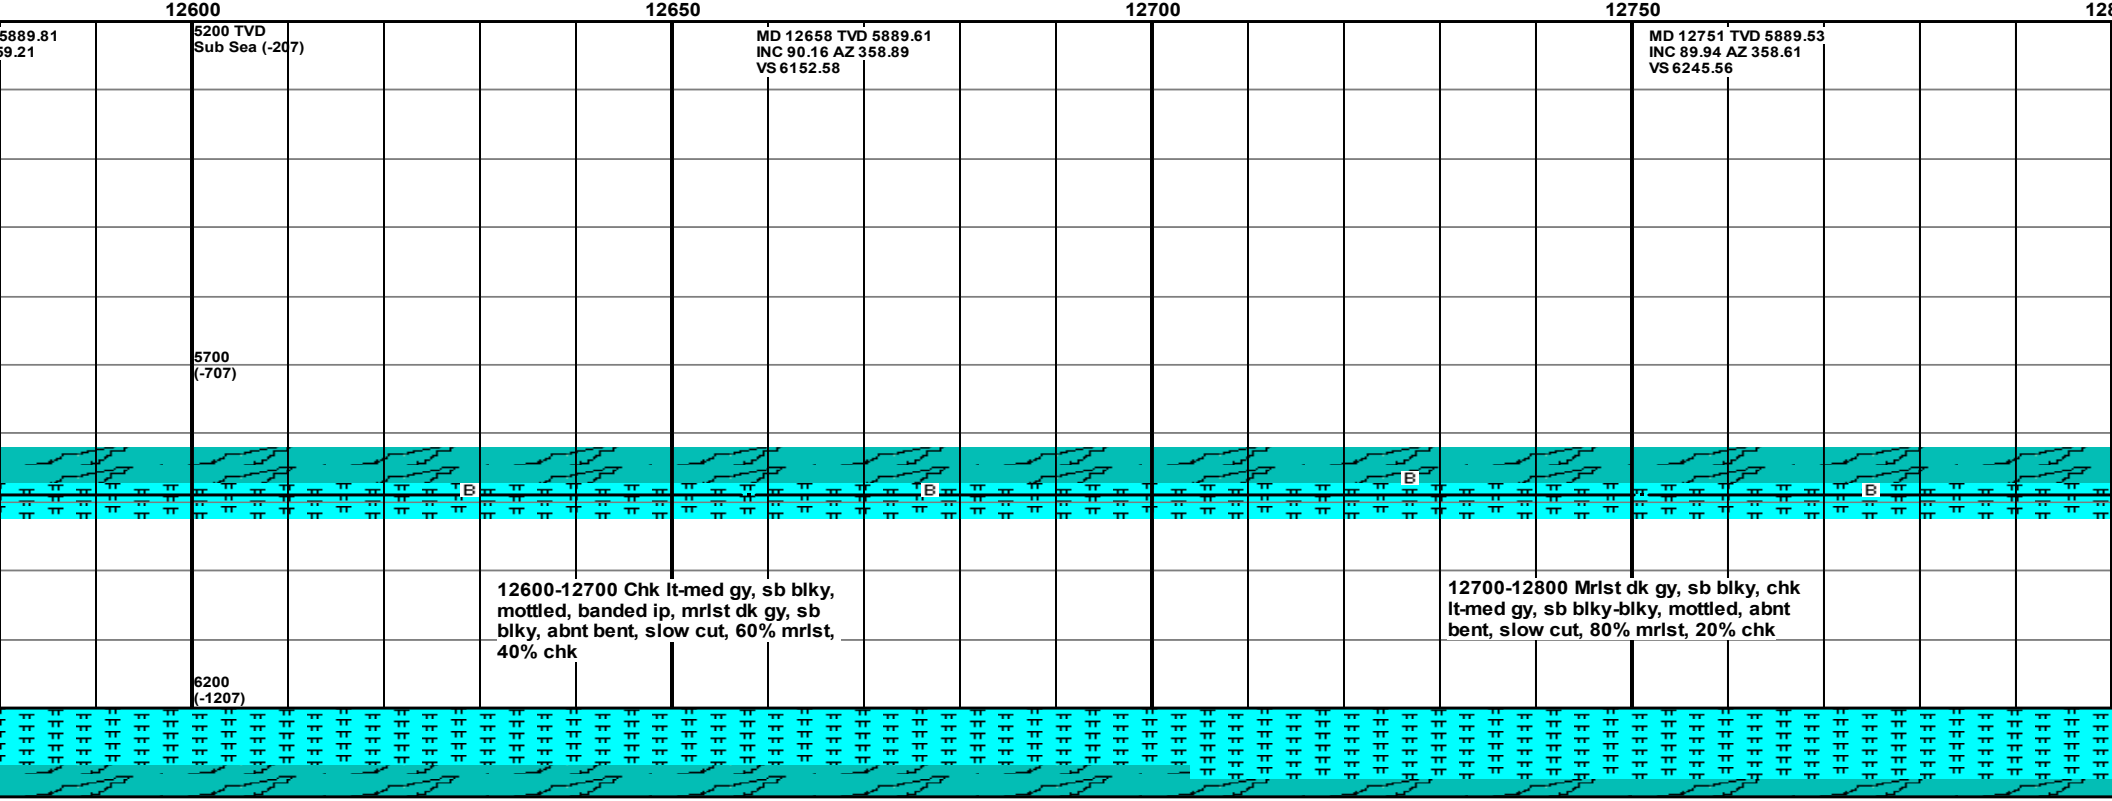 12600 12650 12700 12750 128
5889.81
59.21
5200 TVD
Sub Sea (-207)
MD 12658 TVD 5889.61
INC 90.16 AZ 358.89
VS 6152.58
MD 12751 TVD 5889.53
INC 89.94 AZ 358.61
VS 6245.56
5700
(-707)
B B B B
12600-12700 Chk lt-med gy, sb blky,
mottled, banded ip, mrlst dk gy, sb
blky, abnt bent, slow cut, 60% mrlst,
40% chk
12700-12800 Mrlst dk gy, sb blky, chk
lt-med gy, sb blky-blky, mottled, abnt
bent, slow cut, 80% mrlst, 20% chk
6200
(-1207)